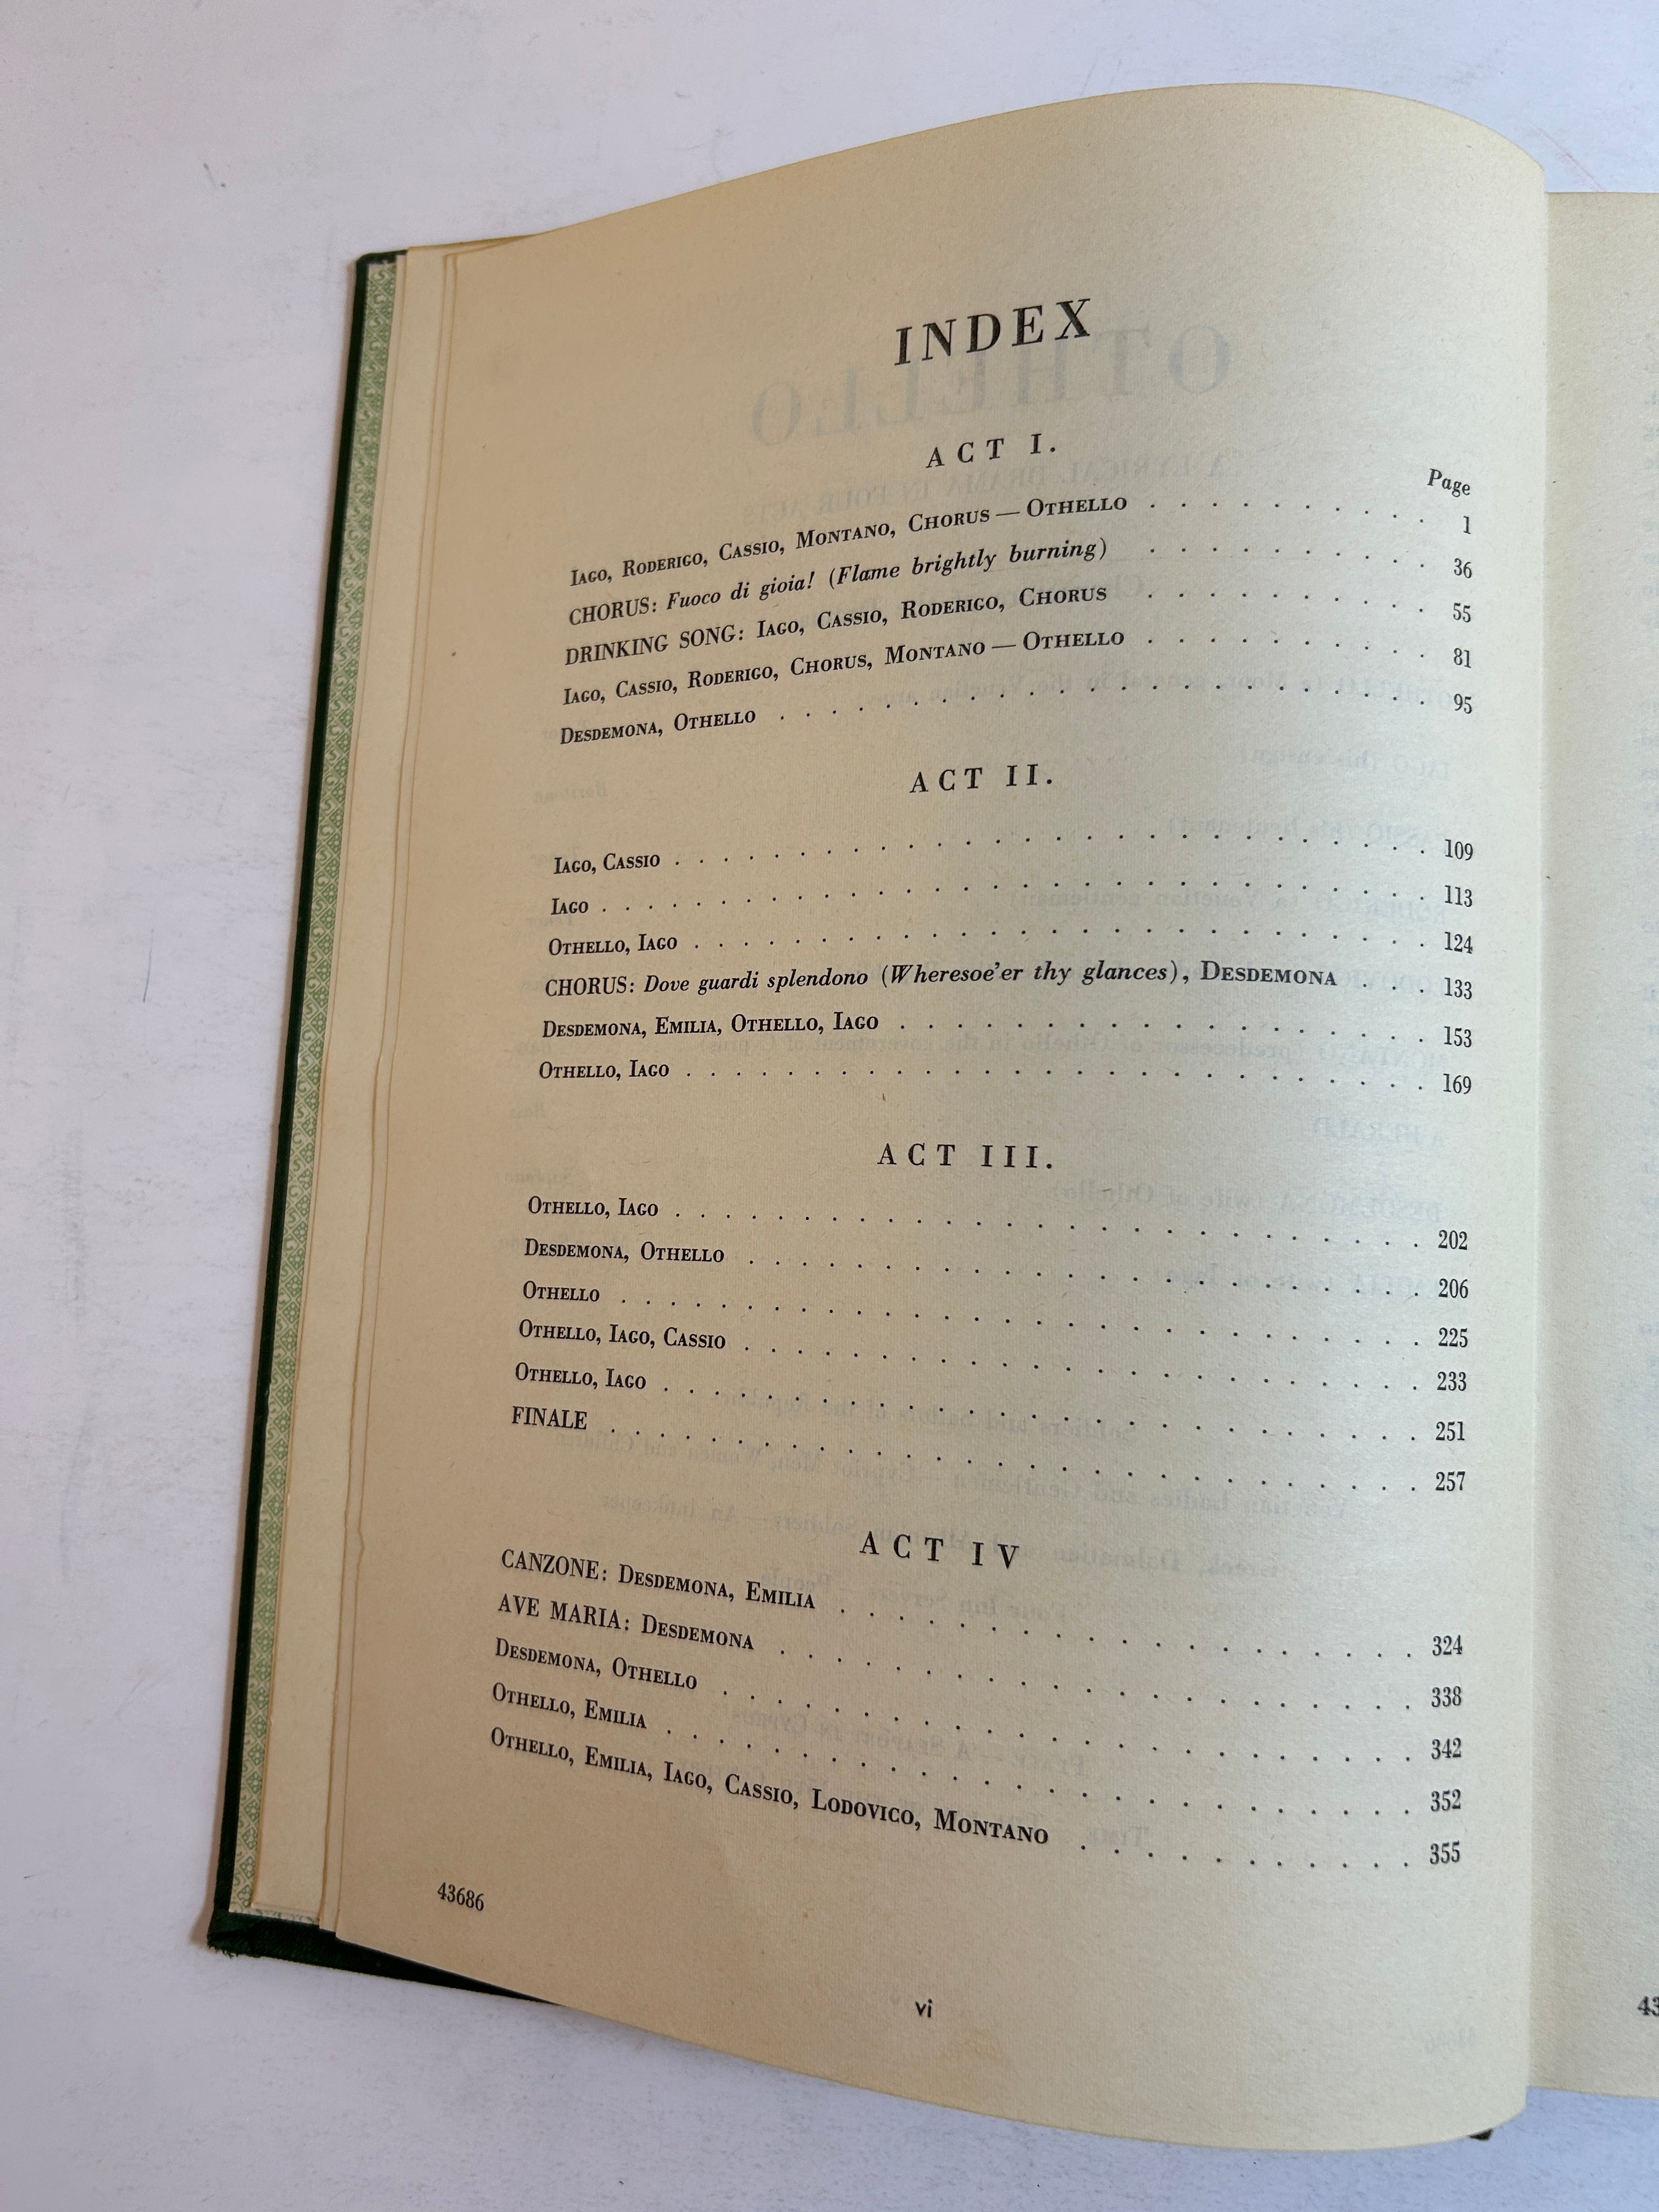 INDEX
ACT I.
Page
Iago, Roderigo, Cassio, Montano, Chorus — Othello . . . . . . . . . . . 1
CHORUS: Fuoco di gioia! (Flame brightly burning) . . . . . . . . . . . 36
DRINKING SONG: Iago, Cassio, Roderigo, Chorus . . . . . . . . . . . 55
Iago, Cassio, Roderigo, Chorus, Montano — Othello . . . . . . . . . . . 81
Desdemona, Othello . . . . . . . . . . . . . . . . . . . . . . . . . 95
ACT II.
Iago, Cassio . . . . . . . . . . . . . . . . . . . . . . . . . . . . . 109
Iago . . . . . . . . . . . . . . . . . . . . . . . . . . . . . . . . 113
Othello, Iago . . . . . . . . . . . . . . . . . . . . . . . . . . . . . 124
CHORUS: Dove guardi splendono (Wheresoe'er thy glances), Desdemona . . . 133
Desdemona, Emilia, Othello, Iago . . . . . . . . . . . . . . . . . . . . 153
Othello, Iago . . . . . . . . . . . . . . . . . . . . . . . . . . . . . 169
ACT III.
Othello, Iago . . . . . . . . . . . . . . . . . . . . . . . . . . . . 202
Desdemona, Othello . . . . . . . . . . . . . . . . . . . . . . . . . 206
Othello . . . . . . . . . . . . . . . . . . . . . . . . . . . . . . 225
Othello, Iago, Cassio . . . . . . . . . . . . . . . . . . . . . . . . . 233
Othello, Iago . . . . . . . . . . . . . . . . . . . . . . . . . . . . 251
FINALE . . . . . . . . . . . . . . . . . . . . . . . . . . . . . . 257
ACT IV
CANZONE: Desdemona, Emilia . . . . . . . . . . . . . . . . . . . . . 324
AVE MARIA: Desdemona . . . . . . . . . . . . . . . . . . . . . . . 338
Desdemona, Othello . . . . . . . . . . . . . . . . . . . . . . . . . 342
Othello, Emilia . . . . . . . . . . . . . . . . . . . . . . . . . . . 352
Othello, Emilia, Iago, Cassio, Lodovico, Montano . . . . . . . . . . . 355
43686
vi